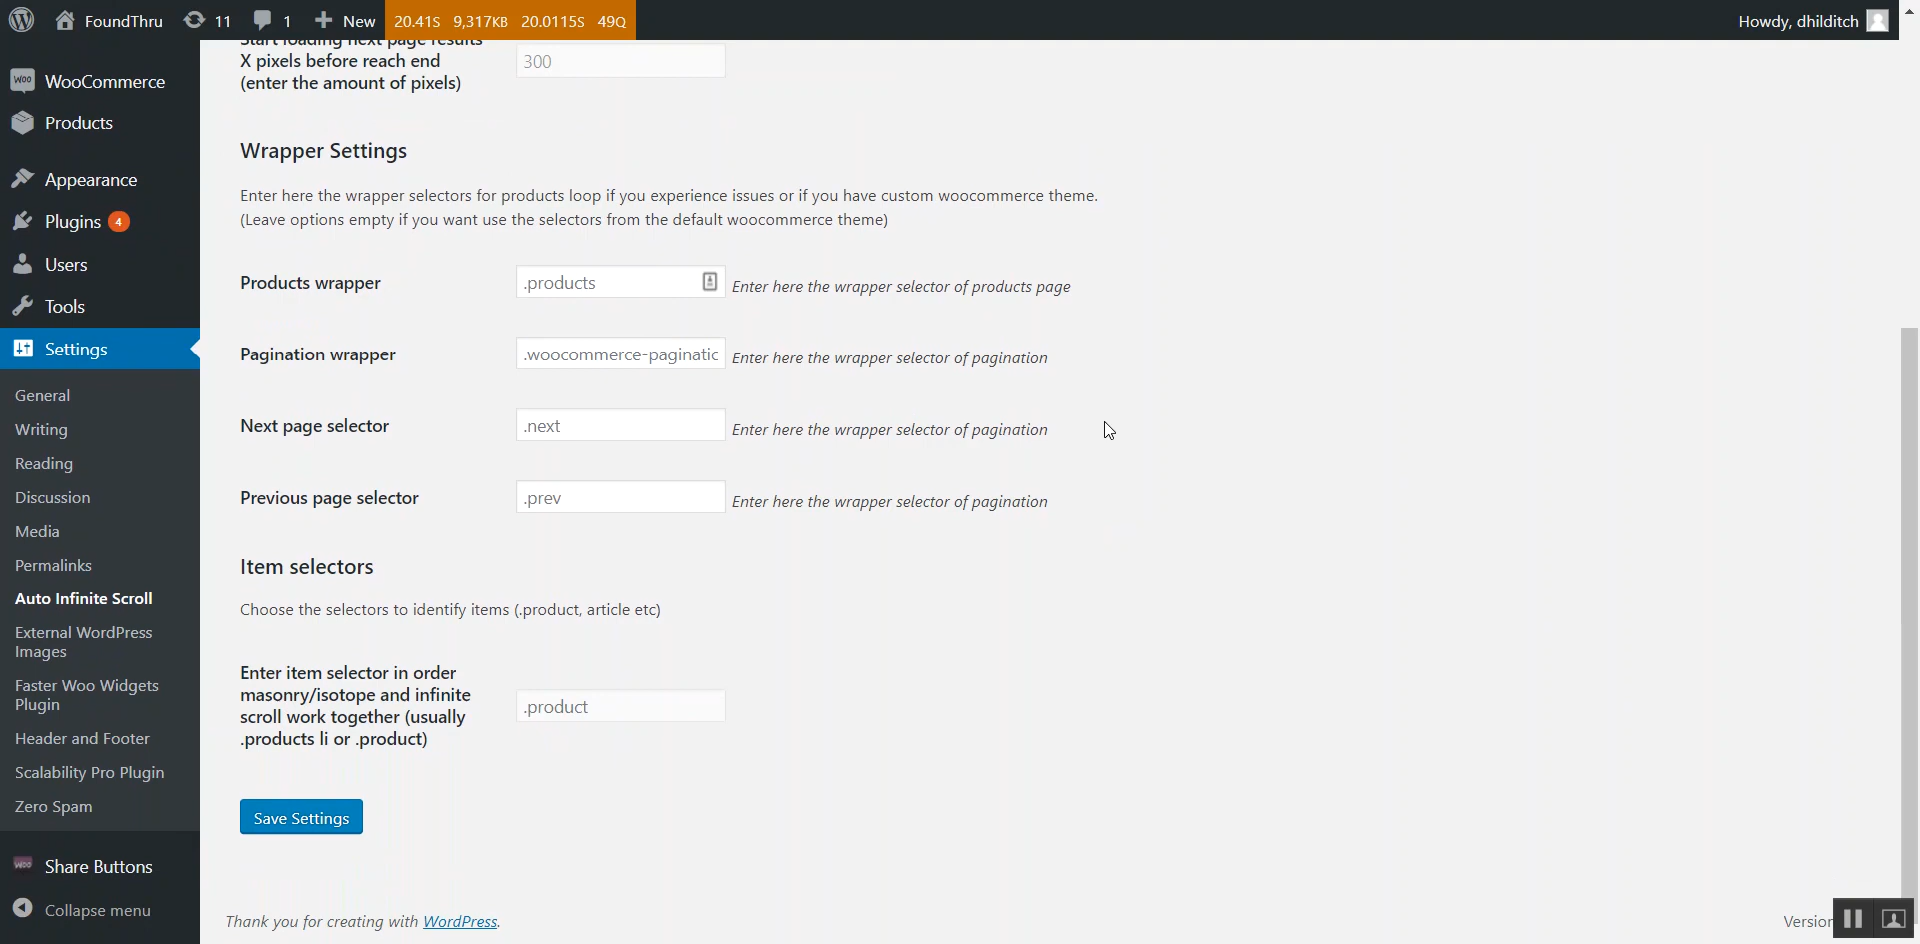 FoundThru 11 1 New 20.41S 9,317KB 20.0115S 49Q Howdy, dhilditch
WooCommerce
Products
Appearance
Plugins 4
Users
Tools
Settings
General
Writing
Reading
Discussion
Media
Permalinks
Auto Infinite Scroll
External WordPress
Images
Faster Woo Widgets
Plugin
Header and Footer
Scalability Pro Plugin
Zero Spam
Share Buttons
Collapse menu
Start loading next page results
X pixels before reach end
(enter the amount of pixels)
300
Wrapper Settings
Enter here the wrapper selectors for products loop if you experience issues or if you have custom woocommerce theme.
(Leave options empty if you want use the selectors from the default woocommerce theme)
Products wrapper .products Enter here the wrapper selector of products page
Pagination wrapper .woocommerce-paginatic Enter here the wrapper selector of pagination
Next page selector .next Enter here the wrapper selector of pagination
Previous page selector .prev Enter here the wrapper selector of pagination
Item selectors
Choose the selectors to identify items (.product, article etc)
Enter item selector in order
masonry/isotope and infinite
scroll work together (usually
.products li or .product)
.product
Save Settings
Thank you for creating with WordPress. Version